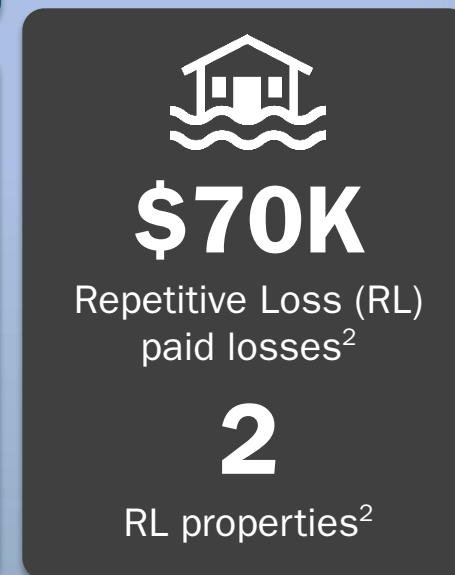 $70K
Repetitive Loss (RL)
paid losses²
2
RL properties²